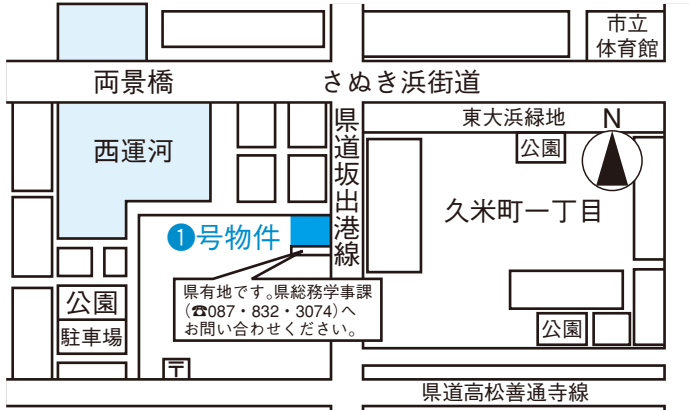 市立
体育館
両景橋
さぬき浜街道
東大浜緑地
N
公園
西運河
県道坂出港線
久米町一丁目
❶号物件
県有地です。県総務学事課
(☎087・832・3074)へ
お問い合わせください。
公園
駐車場
公園
〒
県道高松善通寺線